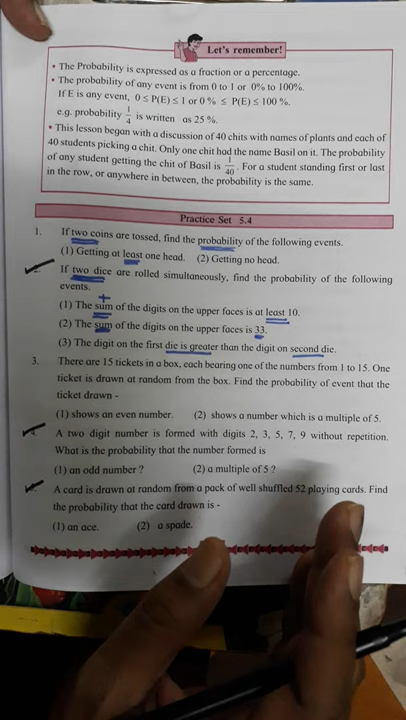 Let's remember!
• The Probability is expressed as a fraction or a percentage.
• The probability of any event is from 0 to 1 or 0% to 100%.
If E is any event, 0 ≤ P(E) ≤ 1 or 0 % ≤ P(E) ≤ 100 %.
e.g. probability 1/4 is written as 25 %.
• This lesson began with a discussion of 40 chits with names of plants and each of
40 students picking a chit. Only one chit had the name Basil on it. The probability
of any student getting the chit of Basil is 1/40. For a student standing first or last
in the row, or anywhere in between, the probability is the same.
Practice Set 5.4
1. If two coins are tossed, find the probability of the following events.
(1) Getting at least one head. (2) Getting no head.
If two dice are rolled simultaneously, find the probability of the following
events.
(1) The sum of the digits on the upper faces is at least 10.
(2) The sum of the digits on the upper faces is 33.
(3) The digit on the first die is greater than the digit on second die.
3. There are 15 tickets in a box, each bearing one of the numbers from 1 to 15. One
ticket is drawn at random from the box. Find the probability of event that the
ticket drawn -
(1) shows an even number. (2) shows a number which is a multiple of 5.
A two digit number is formed with digits 2, 3, 5, 7, 9 without repetition.
What is the probability that the number formed is
(1) an odd number ? (2) a multiple of 5 ?
A card is drawn at random from a pack of well shuffled 52 playing cards. Find
the probability that the card drawn is -
(1) an ace. (2) a spade.